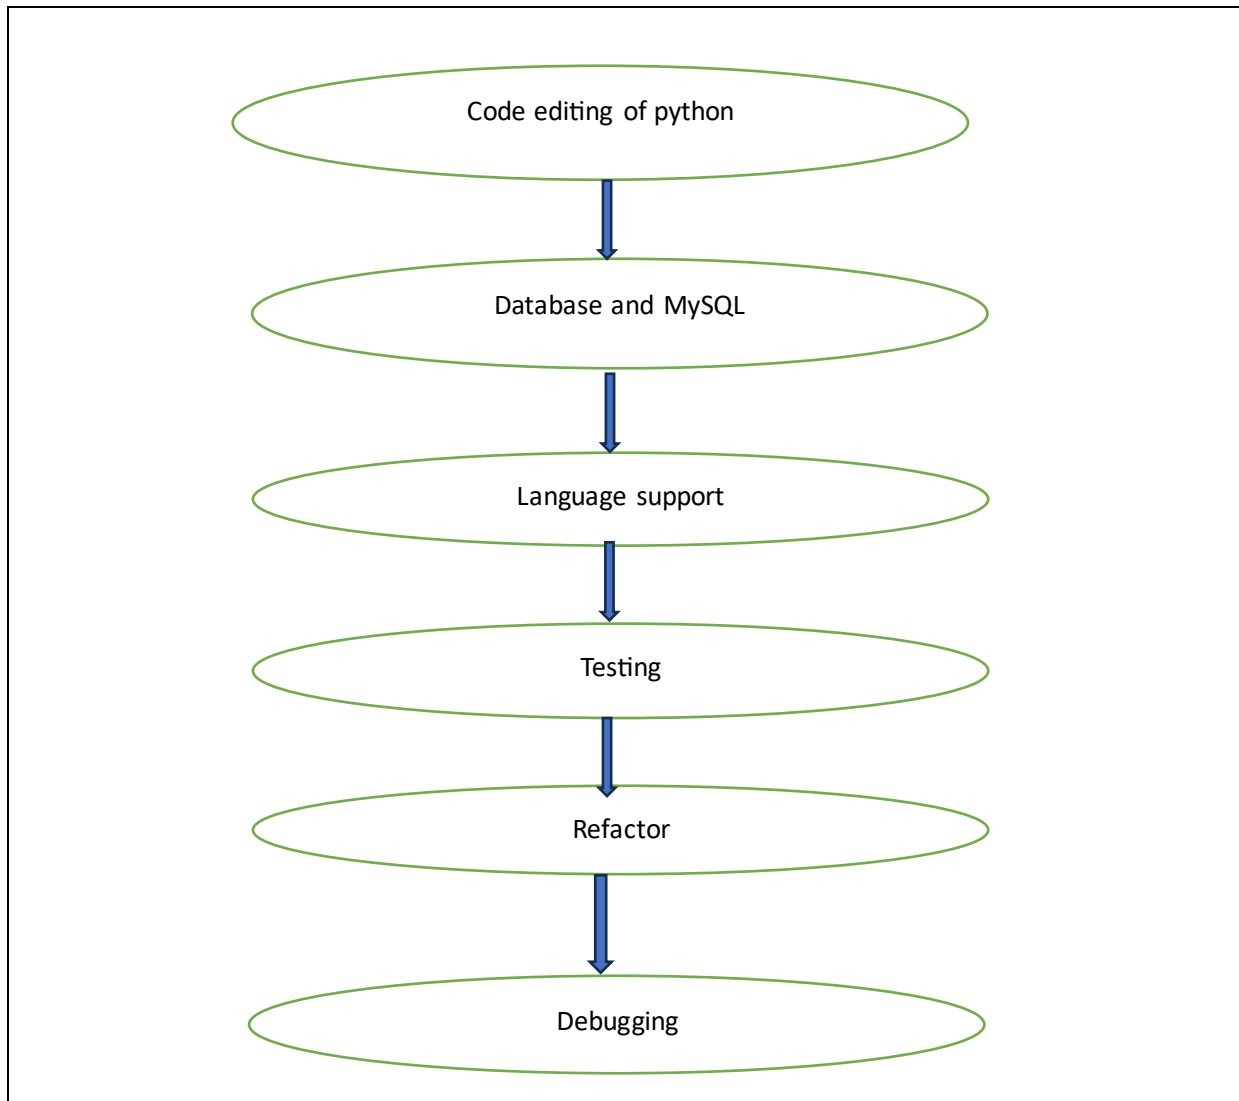 Code editing of python
Database and MySQL
Language support
Testing
Refactor
Debugging